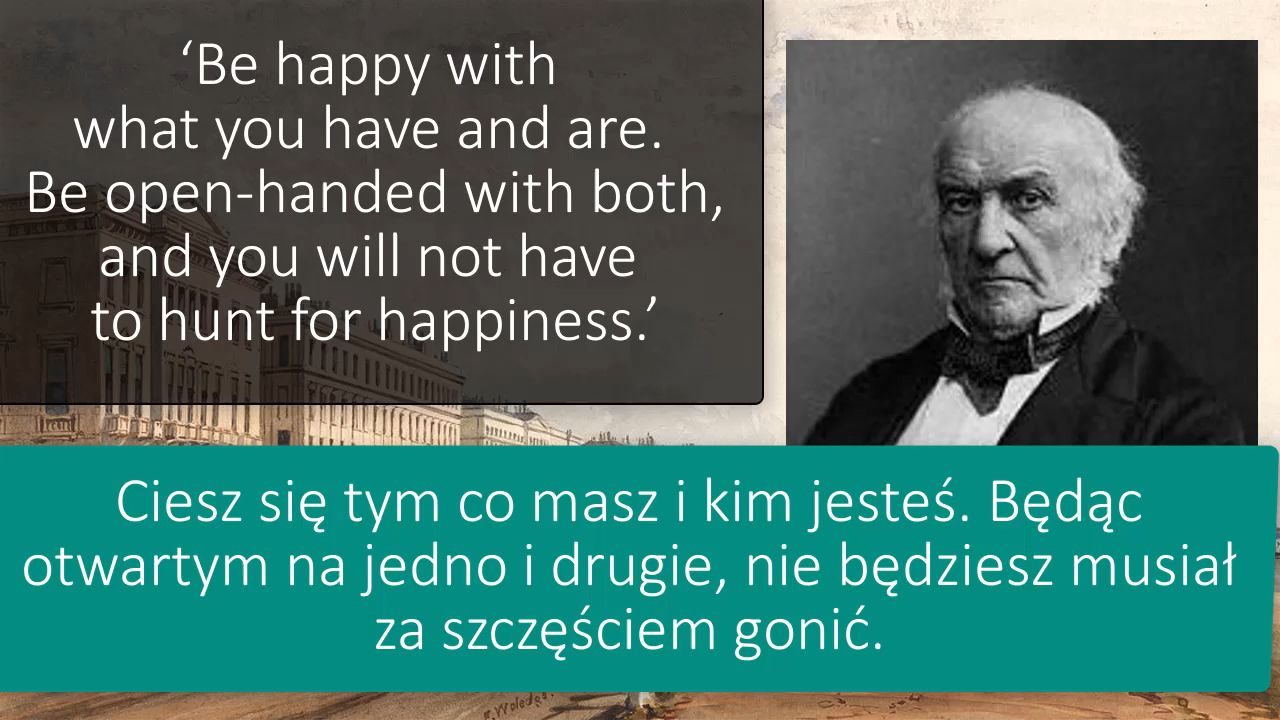 ‘Be happy with
what you have and are.
Be open-handed with both,
and you will not have
to hunt for happiness.’
Ciesz się tym co masz i kim jesteś. Będąc
otwartym na jedno i drugie, nie będziesz musiał
za szczęściem gonić.